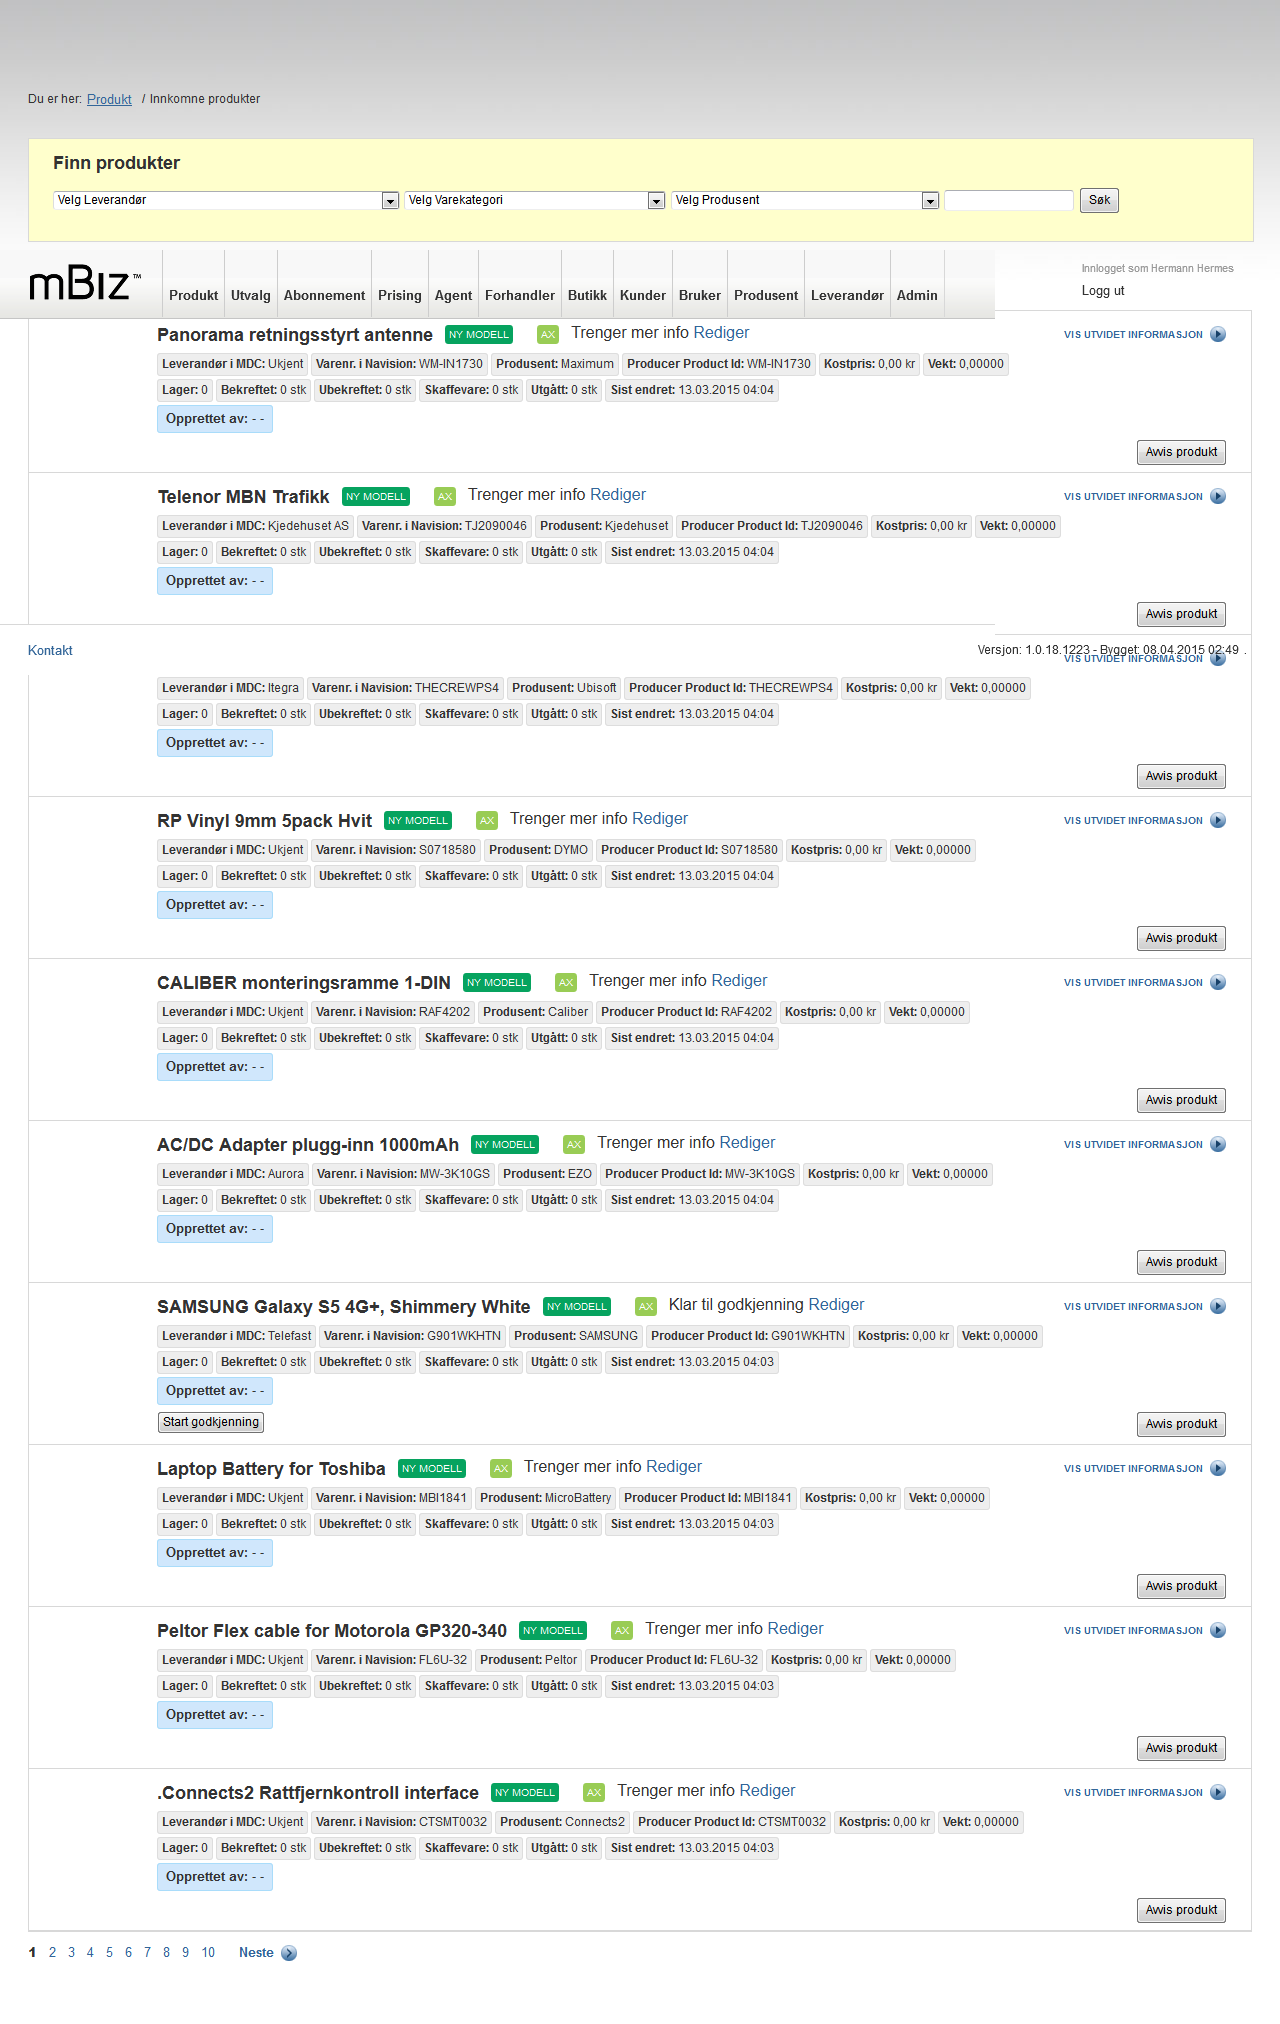 Du er her: Produkt / Innkomne produkter
Finn produkter
Velg Leverandør Velg Varekategori Velg Produsent Søk
mBiz™ Produkt Utvalg Abonnement Prising Agent Forhandler Butikk Kunder Bruker Produsent Leverandør Admin
Innlogget som Hermann Hermes
Logg ut
Panorama retningsstyrt antenne NY MODELL AX Trenger mer info Rediger VIS UTVIDET INFORMASJON
Leverandør i MDC: Ukjent Varenr. i Navision: WM-IN1730 Produsent: Maximum Producer Product Id: WM-IN1730 Kostpris: 0,00 kr Vekt: 0,00000
Lager: 0 Bekreftet: 0 stk Ubekreftet: 0 stk Skaffevare: 0 stk Utgått: 0 stk Sist endret: 13.03.2015 04:04
Opprettet av: - -
Avvis produkt
Telenor MBN Trafikk NY MODELL AX Trenger mer info Rediger VIS UTVIDET INFORMASJON
Leverandør i MDC: Kjedehuset AS Varenr. i Navision: TJ2090046 Produsent: Kjedehuset Producer Product Id: TJ2090046 Kostpris: 0,00 kr Vekt: 0,00000
Lager: 0 Bekreftet: 0 stk Ubekreftet: 0 stk Skaffevare: 0 stk Utgått: 0 stk Sist endret: 13.03.2015 04:04
Opprettet av: - -
Avvis produkt
Kontakt Versjon: 1.0.18.1223 - Bygget: 08.04.2015 02:49 .
VIS UTVIDET INFORMASJON
Leverandør i MDC: Itegra Varenr. i Navision: THECREWPS4 Produsent: Ubisoft Producer Product Id: THECREWPS4 Kostpris: 0,00 kr Vekt: 0,00000
Lager: 0 Bekreftet: 0 stk Ubekreftet: 0 stk Skaffevare: 0 stk Utgått: 0 stk Sist endret: 13.03.2015 04:04
Opprettet av: - -
Avvis produkt
RP Vinyl 9mm 5pack Hvit NY MODELL AX Trenger mer info Rediger VIS UTVIDET INFORMASJON
Leverandør i MDC: Ukjent Varenr. i Navision: S0718580 Produsent: DYMO Producer Product Id: S0718580 Kostpris: 0,00 kr Vekt: 0,00000
Lager: 0 Bekreftet: 0 stk Ubekreftet: 0 stk Skaffevare: 0 stk Utgått: 0 stk Sist endret: 13.03.2015 04:04
Opprettet av: - -
Avvis produkt
CALIBER monteringsramme 1-DIN NY MODELL AX Trenger mer info Rediger VIS UTVIDET INFORMASJON
Leverandør i MDC: Ukjent Varenr. i Navision: RAF4202 Produsent: Caliber Producer Product Id: RAF4202 Kostpris: 0,00 kr Vekt: 0,00000
Lager: 0 Bekreftet: 0 stk Ubekreftet: 0 stk Skaffevare: 0 stk Utgått: 0 stk Sist endret: 13.03.2015 04:04
Opprettet av: - -
Avvis produkt
AC/DC Adapter plugg-inn 1000mAh NY MODELL AX Trenger mer info Rediger VIS UTVIDET INFORMASJON
Leverandør i MDC: Aurora Varenr. i Navision: MW-3K10GS Produsent: EZO Producer Product Id: MW-3K10GS Kostpris: 0,00 kr Vekt: 0,00000
Lager: 0 Bekreftet: 0 stk Ubekreftet: 0 stk Skaffevare: 0 stk Utgått: 0 stk Sist endret: 13.03.2015 04:04
Opprettet av: - -
Avvis produkt
SAMSUNG Galaxy S5 4G+, Shimmery White NY MODELL AX Klar til godkjenning Rediger VIS UTVIDET INFORMASJON
Leverandør i MDC: Telefast Varenr. i Navision: G901WKHTN Produsent: SAMSUNG Producer Product Id: G901WKHTN Kostpris: 0,00 kr Vekt: 0,00000
Lager: 0 Bekreftet: 0 stk Ubekreftet: 0 stk Skaffevare: 0 stk Utgått: 0 stk Sist endret: 13.03.2015 04:03
Opprettet av: - -
Start godkjenning Avvis produkt
Laptop Battery for Toshiba NY MODELL AX Trenger mer info Rediger VIS UTVIDET INFORMASJON
Leverandør i MDC: Ukjent Varenr. i Navision: MBI1841 Produsent: MicroBattery Producer Product Id: MBI1841 Kostpris: 0,00 kr Vekt: 0,00000
Lager: 0 Bekreftet: 0 stk Ubekreftet: 0 stk Skaffevare: 0 stk Utgått: 0 stk Sist endret: 13.03.2015 04:03
Opprettet av: - -
Avvis produkt
Peltor Flex cable for Motorola GP320-340 NY MODELL AX Trenger mer info Rediger VIS UTVIDET INFORMASJON
Leverandør i MDC: Ukjent Varenr. i Navision: FL6U-32 Produsent: Peltor Producer Product Id: FL6U-32 Kostpris: 0,00 kr Vekt: 0,00000
Lager: 0 Bekreftet: 0 stk Ubekreftet: 0 stk Skaffevare: 0 stk Utgått: 0 stk Sist endret: 13.03.2015 04:03
Opprettet av: - -
Avvis produkt
.Connects2 Rattfjernkontroll interface NY MODELL AX Trenger mer info Rediger VIS UTVIDET INFORMASJON
Leverandør i MDC: Ukjent Varenr. i Navision: CTSMT0032 Produsent: Connects2 Producer Product Id: CTSMT0032 Kostpris: 0,00 kr Vekt: 0,00000
Lager: 0 Bekreftet: 0 stk Ubekreftet: 0 stk Skaffevare: 0 stk Utgått: 0 stk Sist endret: 13.03.2015 04:03
Opprettet av: - -
Avvis produkt
1 2 3 4 5 6 7 8 9 10 Neste